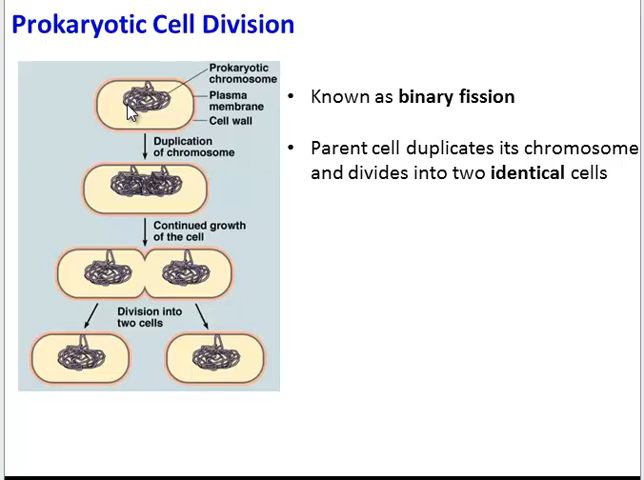 Prokaryotic Cell Division
Prokaryotic
chromosome
Plasma
membrane
Cell wall
Duplication
of chromosome
Continued growth
of the cell
Division into
two cells
• Known as binary fission
• Parent cell duplicates its chromosome
and divides into two identical cells